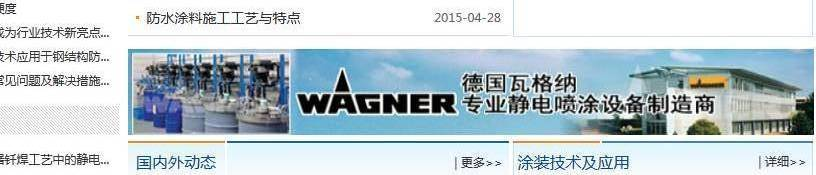 硬度
防水涂料施工工艺与特点 2015-04-28
成为行业技术新亮点...
技术应用于钢结构防...
常见问题及解决措施...
WAGNER 德国瓦格纳
专业静电喷涂设备制造商
WAGNER
锯钎焊工艺中的静电...
国内外动态 | 更多>>
涂装技术及应用 | 详细>>